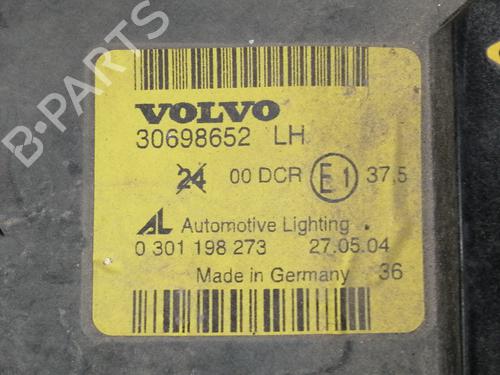 B-PARTS
VOLVO
30698652 LH
24 00 DCR E1 37,5
AL Automotive Lighting
0 301 198 273 27.05.04
Made in Germany 36